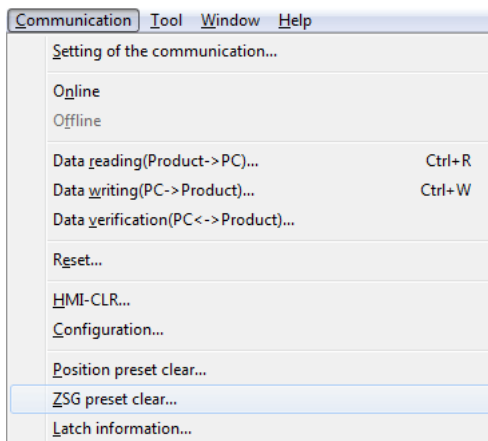 Communication Tool Window Help
Setting of the communication...
Online
Offline
Data reading(Product->PC)... Ctrl+R
Data writing(PC->Product)... Ctrl+W
Data verification(PC<->Product)...
Reset...
HMI-CLR...
Configuration...
Position preset clear...
ZSG preset clear...
Latch information...